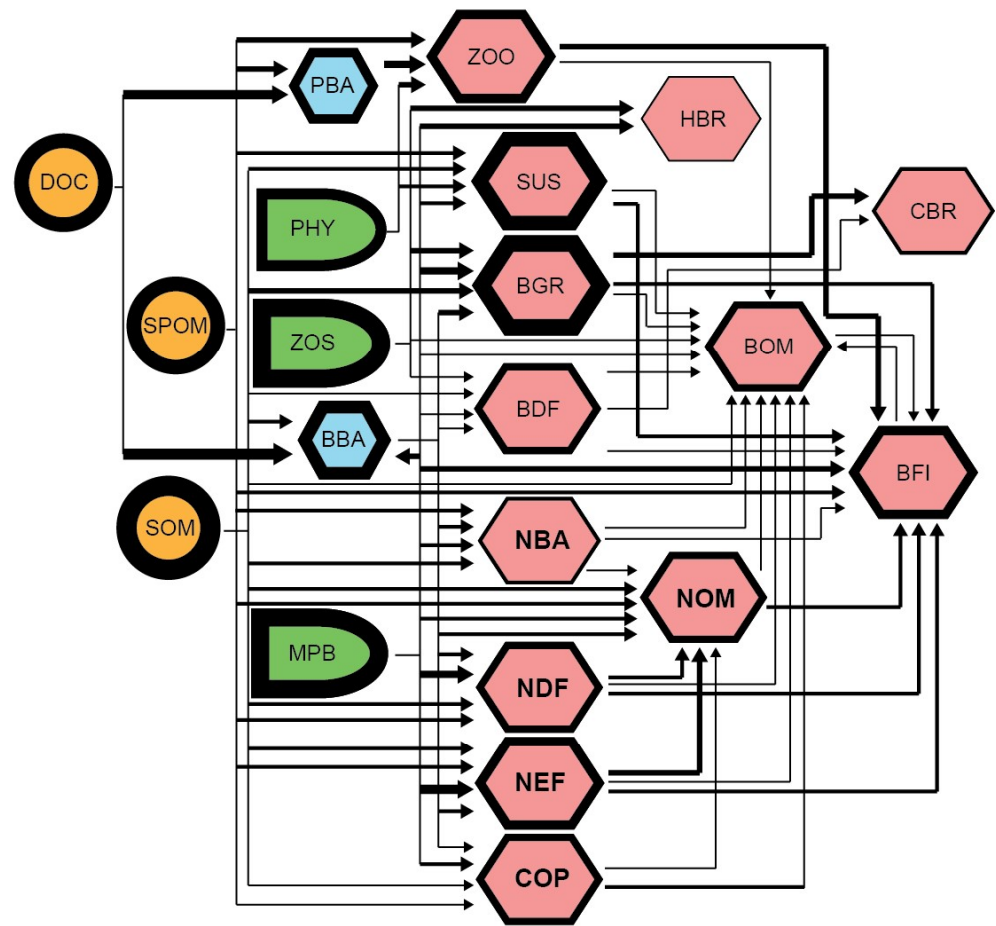 ZOO
PBA
HBR
DOC
SUS
CBR
PHY
BGR
SPOM
ZOS
BOM
BDF
BBA
BFI
SOM
NBA
NOM
MPB
NDF
NEF
COP